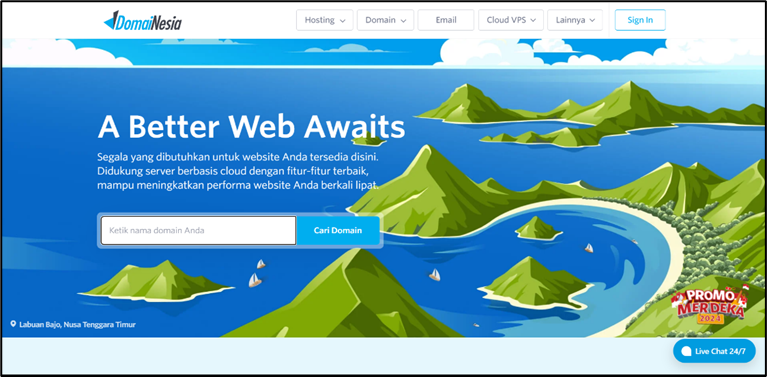 DomaiNesia
Hosting
Domain
Email
Cloud VPS
Lainnya
Sign In
A Better Web Awaits
Segala yang dibutuhkan untuk website Anda tersedia disini.
Didukung server berbasis cloud dengan fitur-fitur terbaik,
mampu meningkatkan performa website Anda berkali lipat.
Ketik nama domain Anda
Cari Domain
PROMO
MERDEKA
2024
Labuan Bajo, Nusa Tenggara Timur
Live Chat 24/7